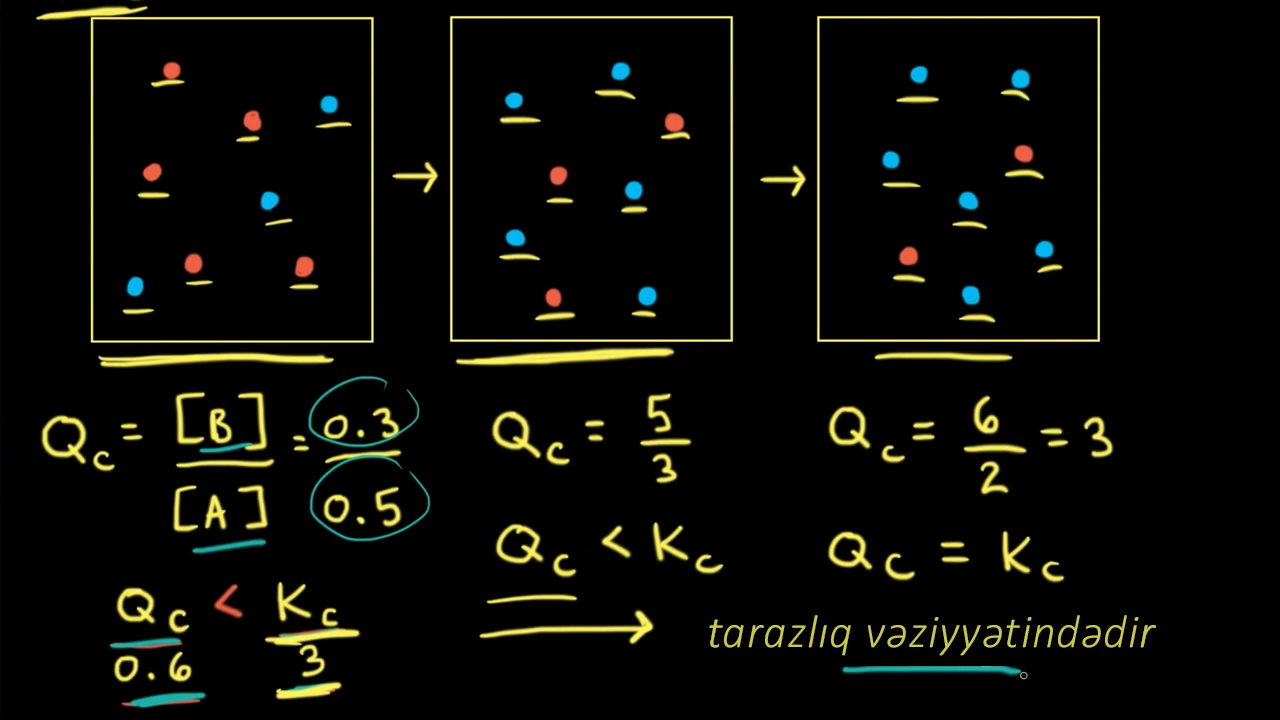 Qc = [B] / [A] = 0.3 / 0.5
Qc < Kc
0.6 3
Qc = 5 / 3
Qc < Kc
Qc = 6 / 2 = 3
Qc = Kc
tarazlıq vəziyyətindədir